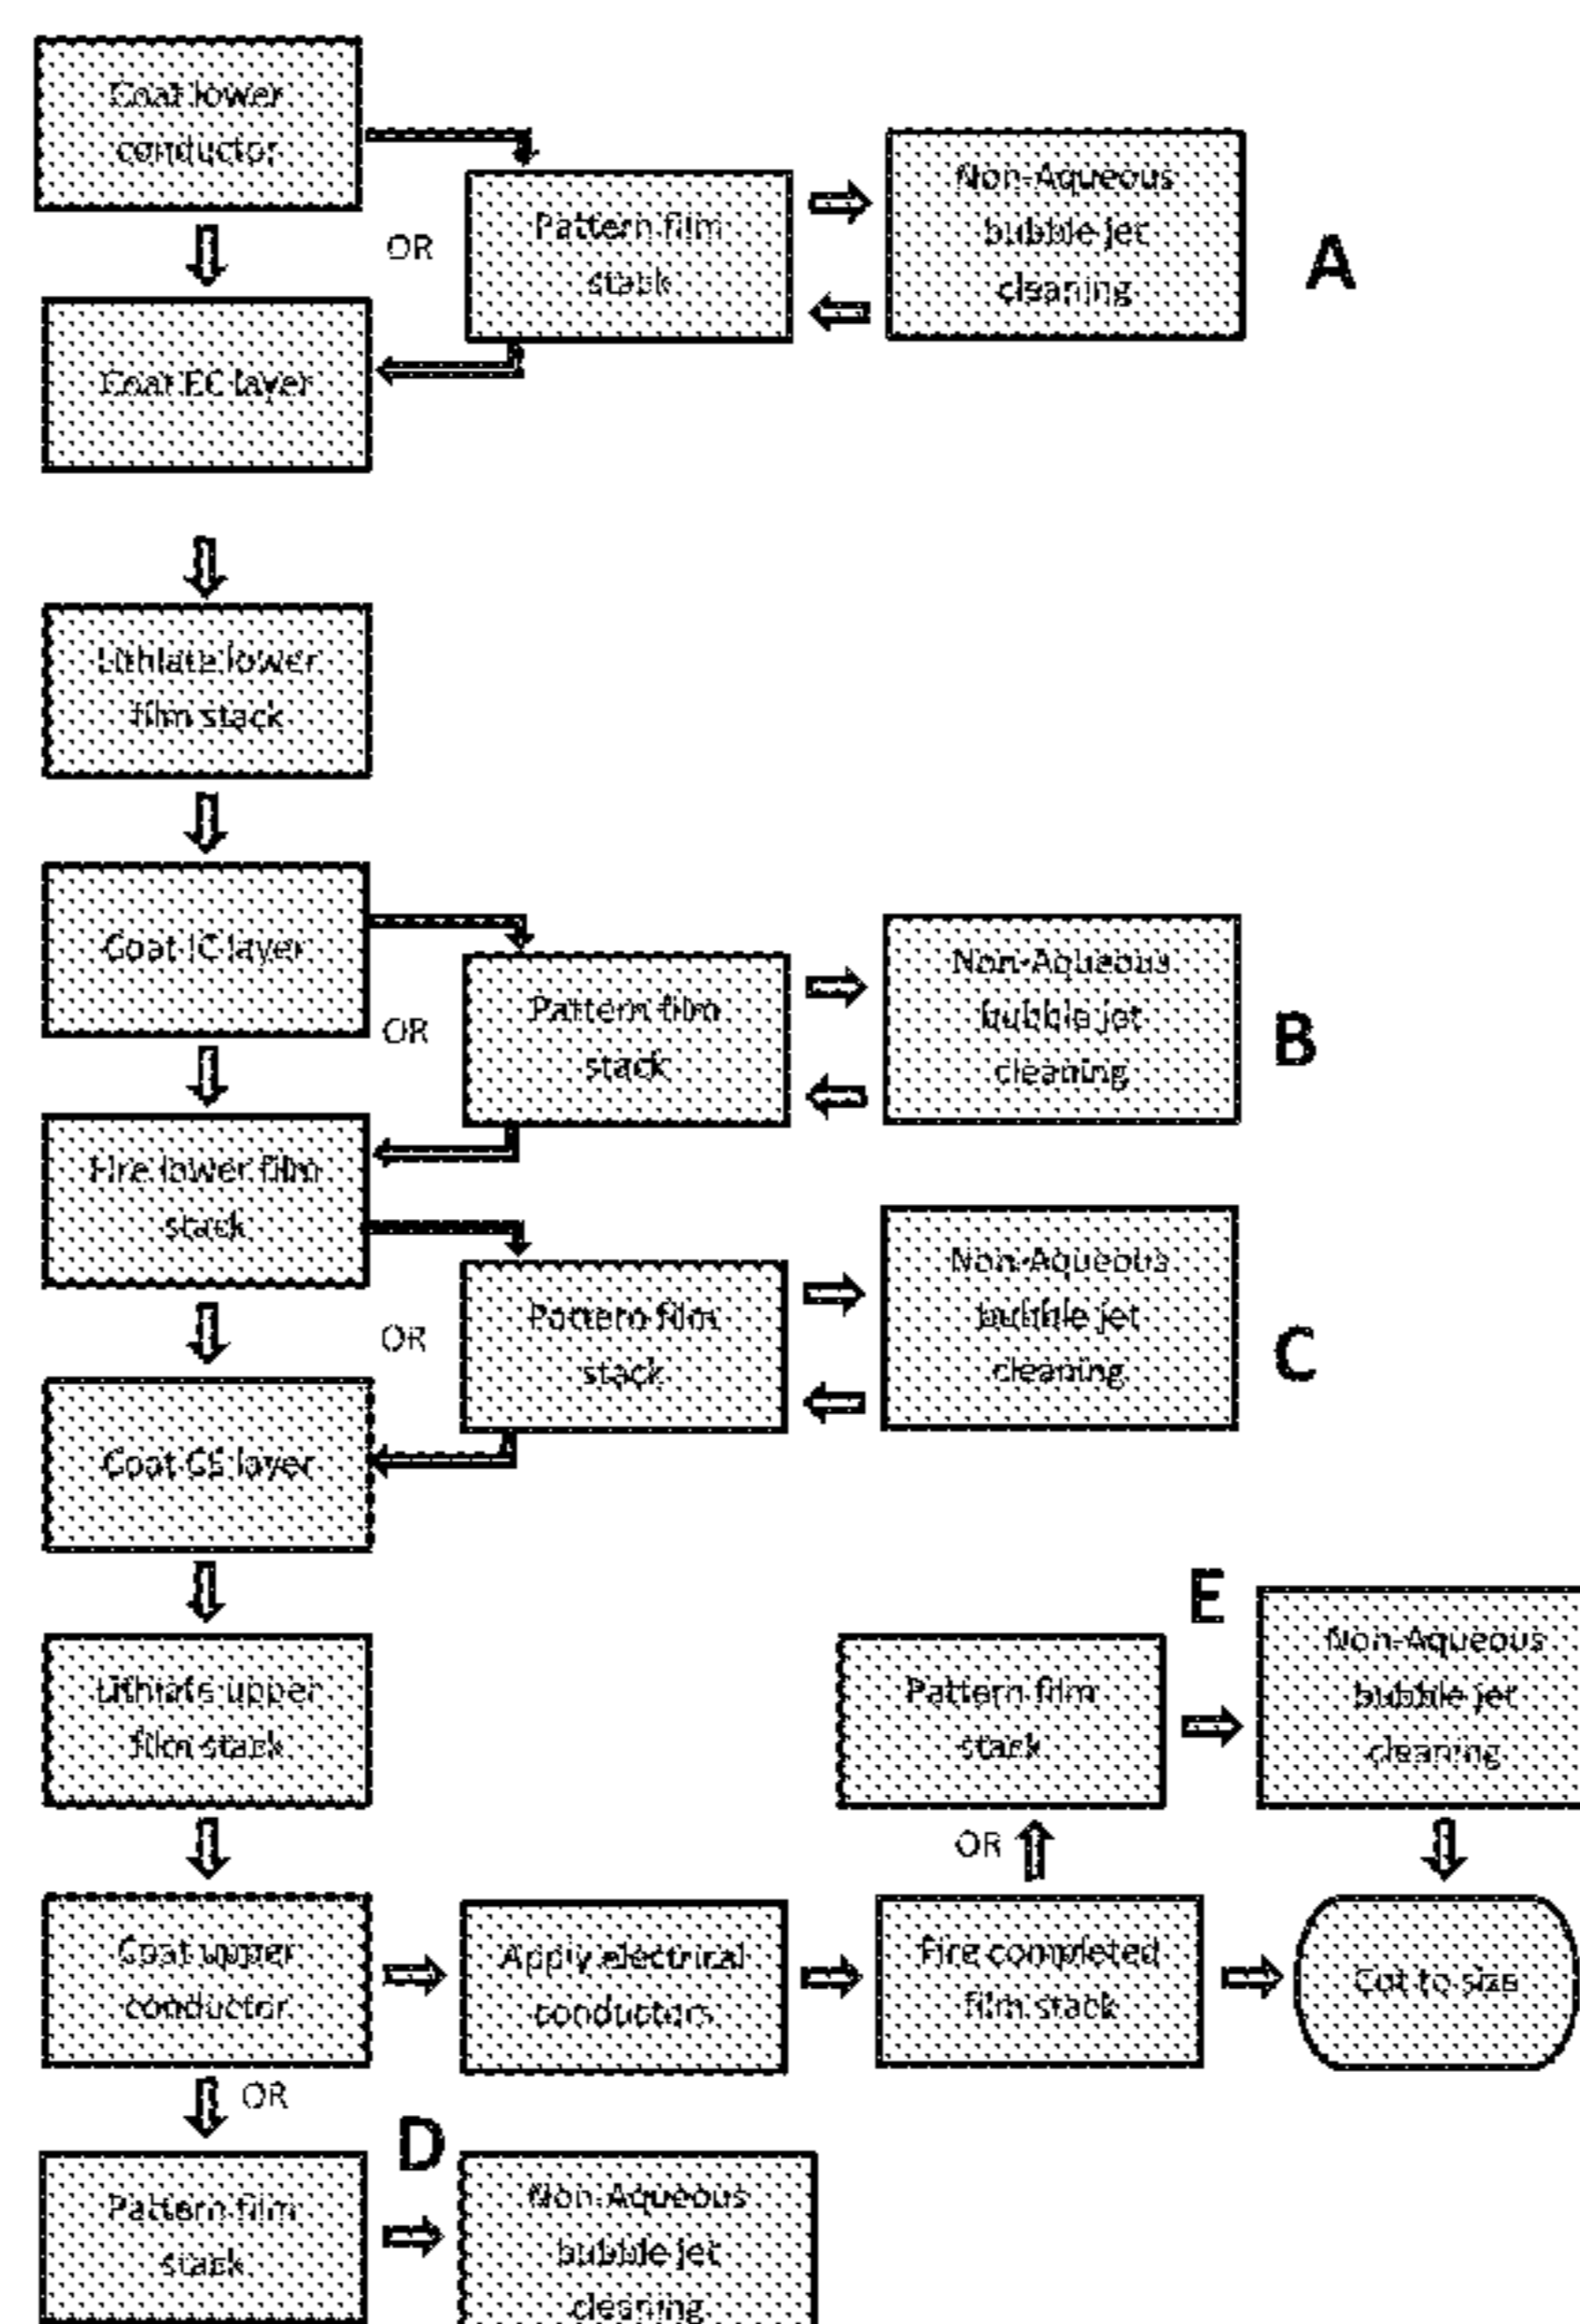 Coat lower
conductor
OR
Pattern film
stack
Non-Aqueous
bubble jet
cleaning
A
Coat EC layer
Lithiate lower
film stack
Coat IC layer
OR
Pattern film
stack
Non-Aqueous
bubble jet
cleaning
B
Fire lower film
stack
OR
Pattern film
stack
Non-Aqueous
bubble jet
cleaning
C
Coat CS layer
Lithiate upper
film stack
Pattern film
stack
E
Non-Aqueous
bubble jet
cleaning
OR
Coat upper
conductor
Apply electrical
conductors
Fire completed
film stack
Cut to size
OR
Pattern film
stack
D
Non-Aqueous
bubble jet
cleaning